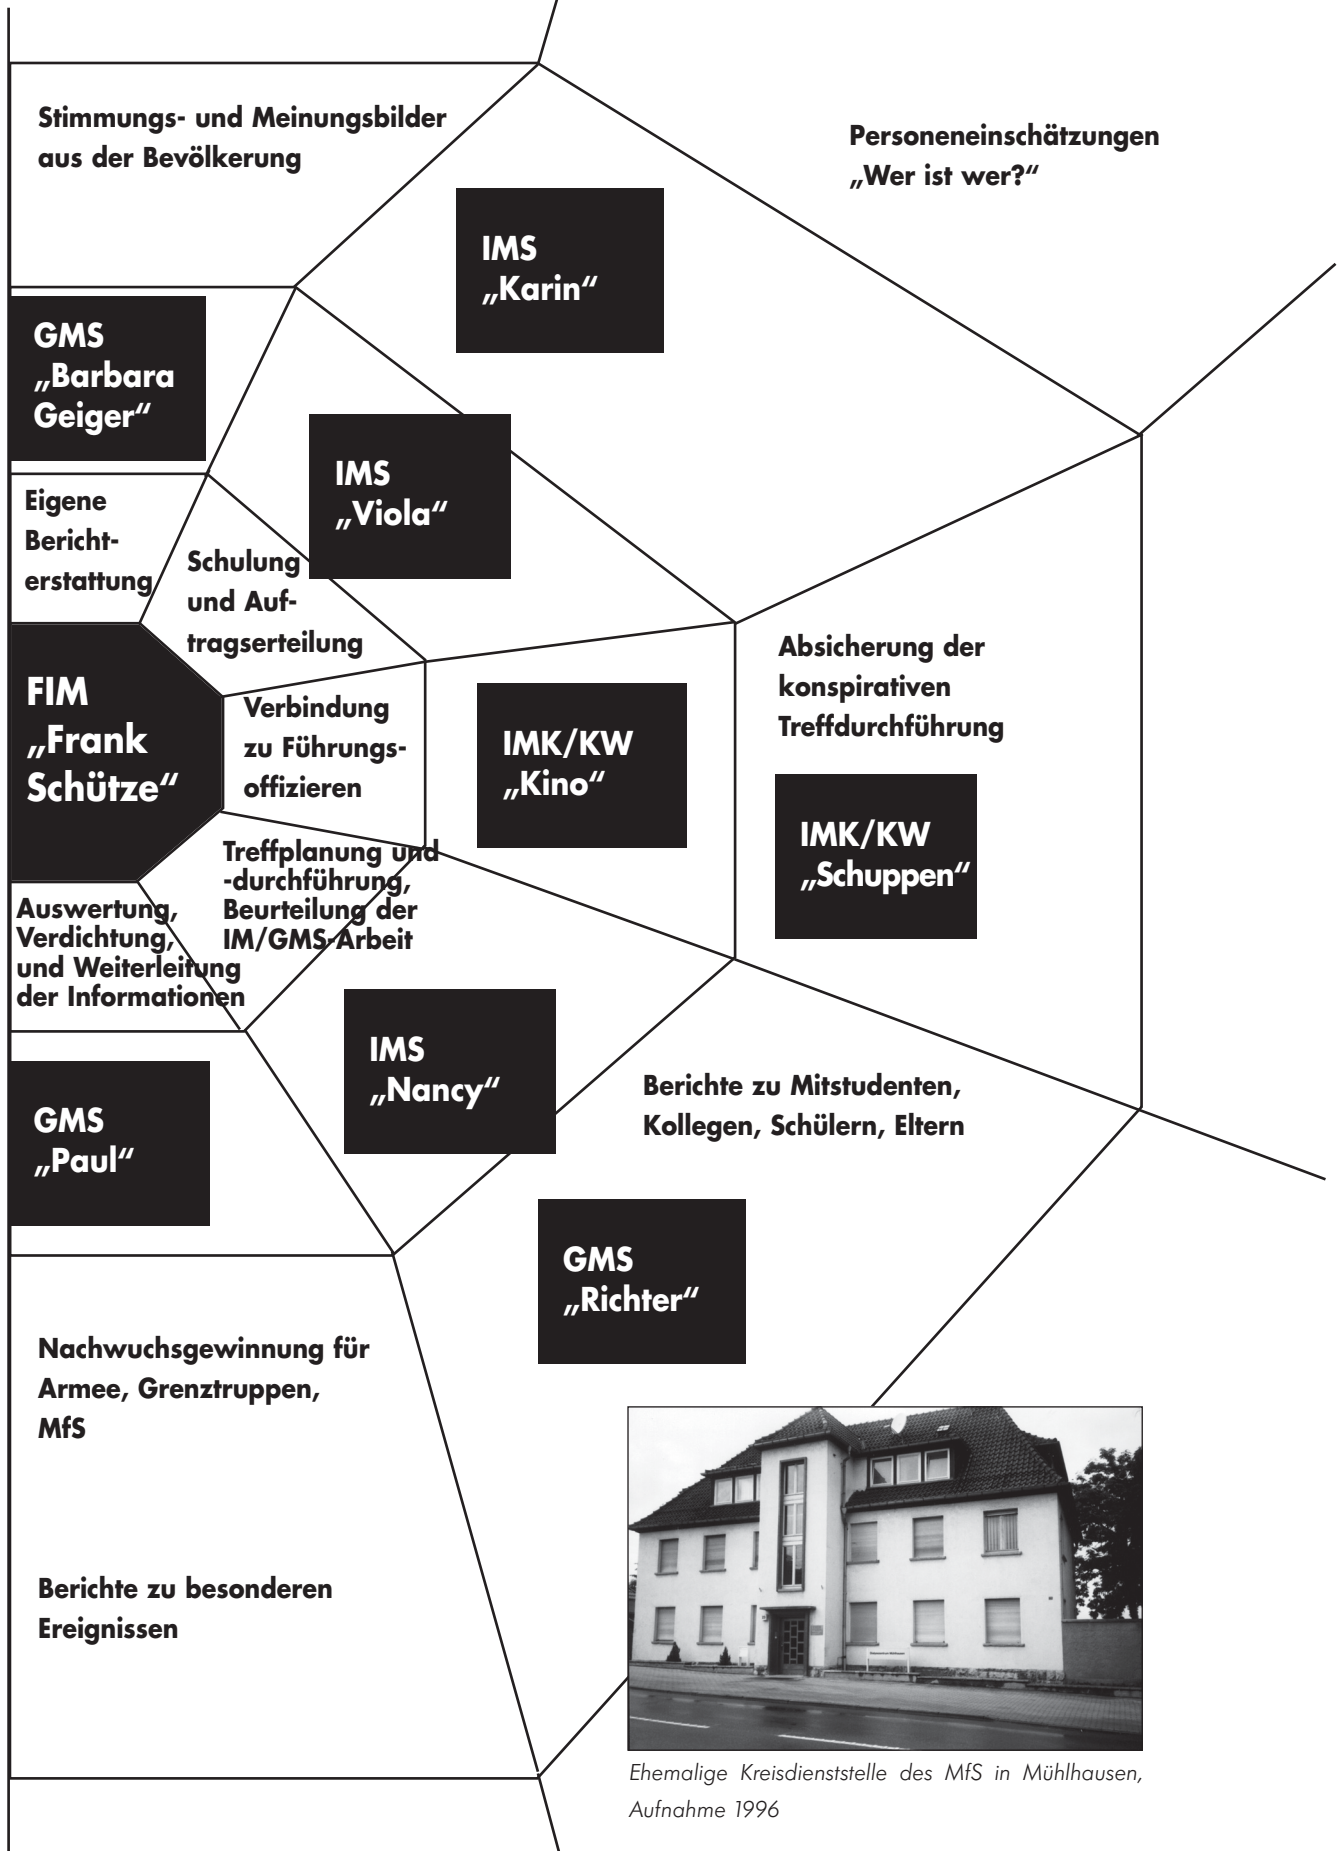 Stimmungs- und Meinungsbilder
aus der Bevölkerung
Personeneinschätzungen
„Wer ist wer?“
IMS
„Karin“
GMS
„Barbara
Geiger“
IMS
„Viola“
Eigene
Bericht-
erstattung
Schulung
und Auf-
tragserteilung
FIM
„Frank
Schütze“
Verbindung
zu Führungs-
offizieren
IMK/KW
„Kino“
Absicherung der
konspirativen
Treffdurchführung
IMK/KW
„Schuppen“
Treffplanung und
-durchführung,
Beurteilung der
IM/GMS-Arbeit
Auswertung,
Verdichtung,
und Weiterleitung
der Informationen
IMS
„Nancy“
GMS
„Paul“
Berichte zu Mitstudenten,
Kollegen, Schülern, Eltern
GMS
„Richter“
Nachwuchsgewinnung für
Armee, Grenztruppen,
MfS
Berichte zu besonderen
Ereignissen
Ehemalige Kreisdienststelle des MfS in Mühlhausen,
Aufnahme 1996